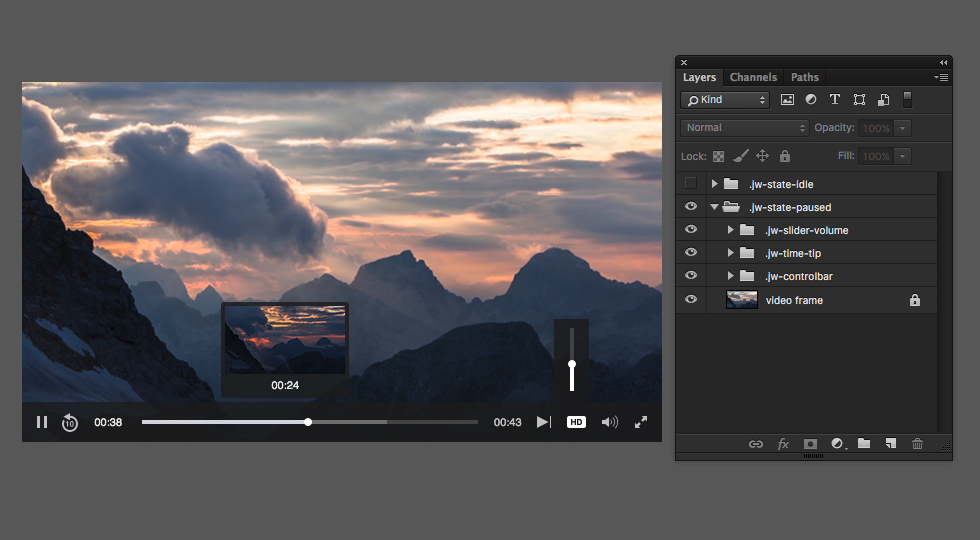 00:24
10
00:38
00:43
HD
Layers Channels Paths
Kind
T
Normal Opacity: 100%
Lock: Fill: 100%
.jw-state-idle
.jw-state-paused
.jw-slider-volume
.jw-time-tip
.jw-controlbar
video frame
fx